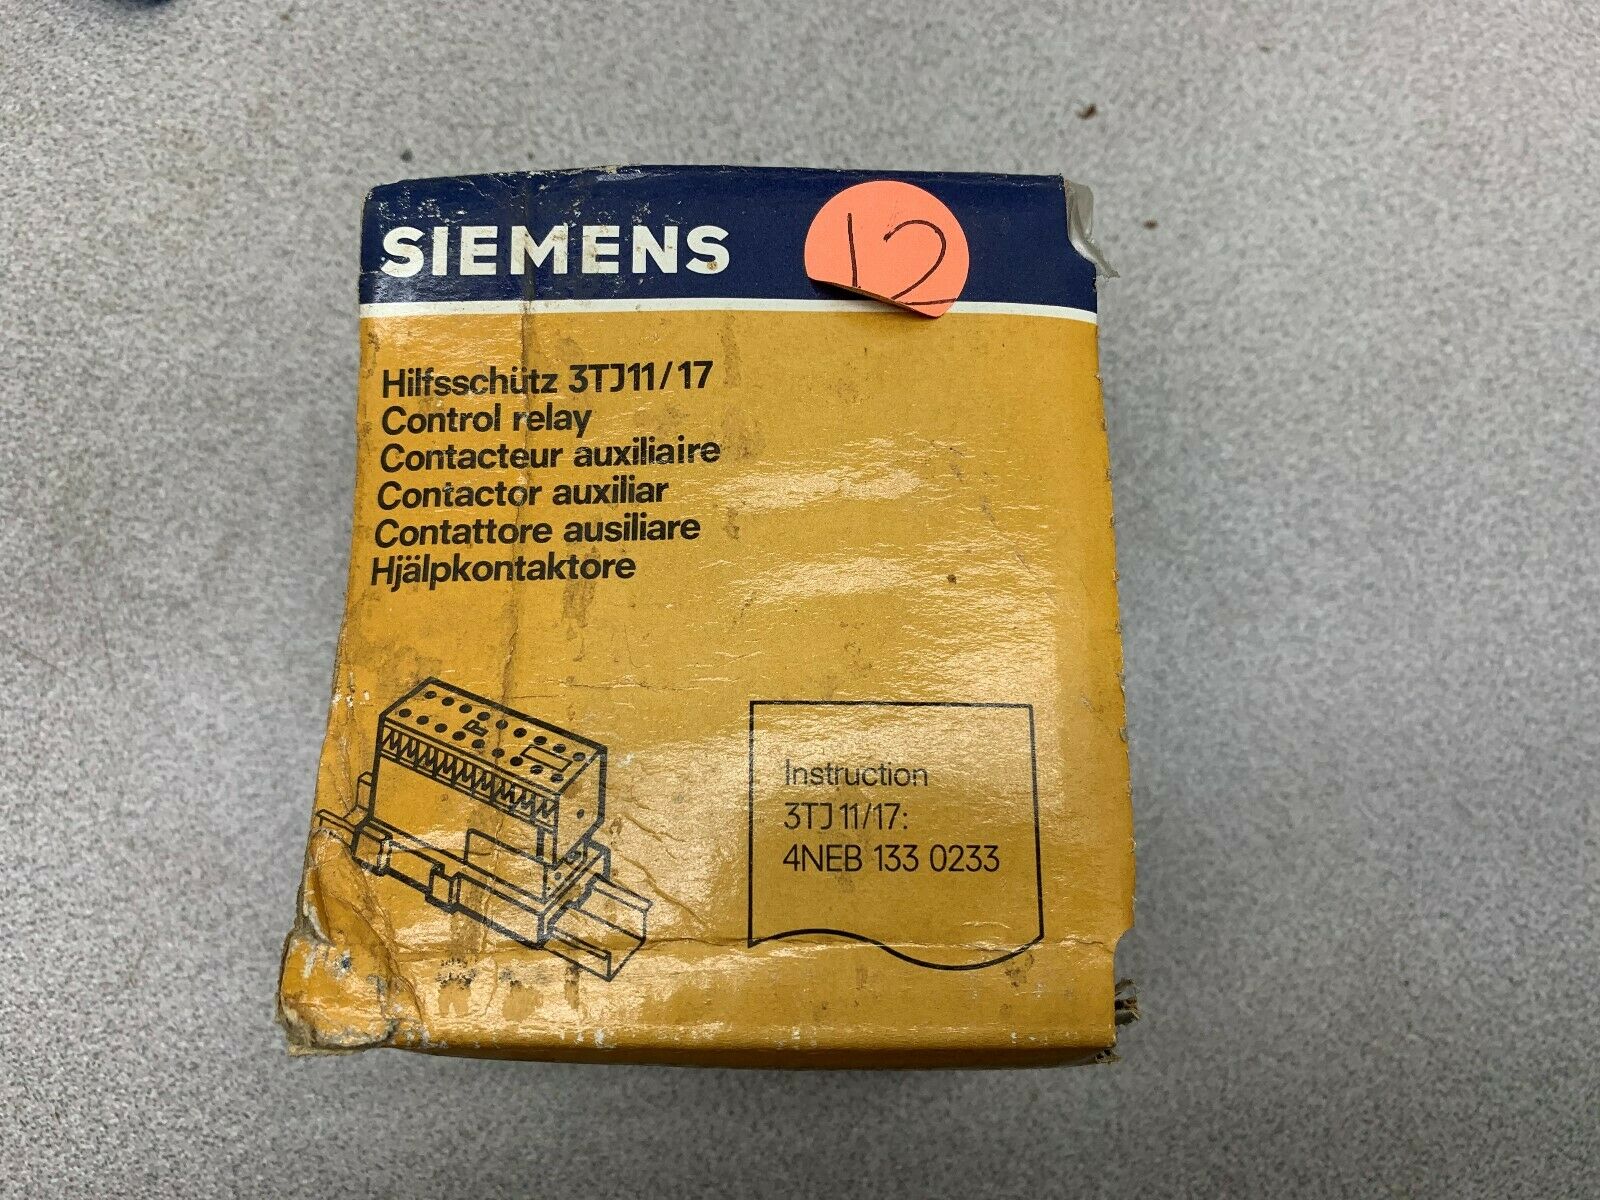 SIEMENS
12
Hilfsschütz 3TJ11/17
Control relay
Contacteur auxiliaire
Contactor auxiliar
Contattore ausiliare
Hjälpkontaktore
Instruction
3TJ 11/17:
4NEB 133 0233